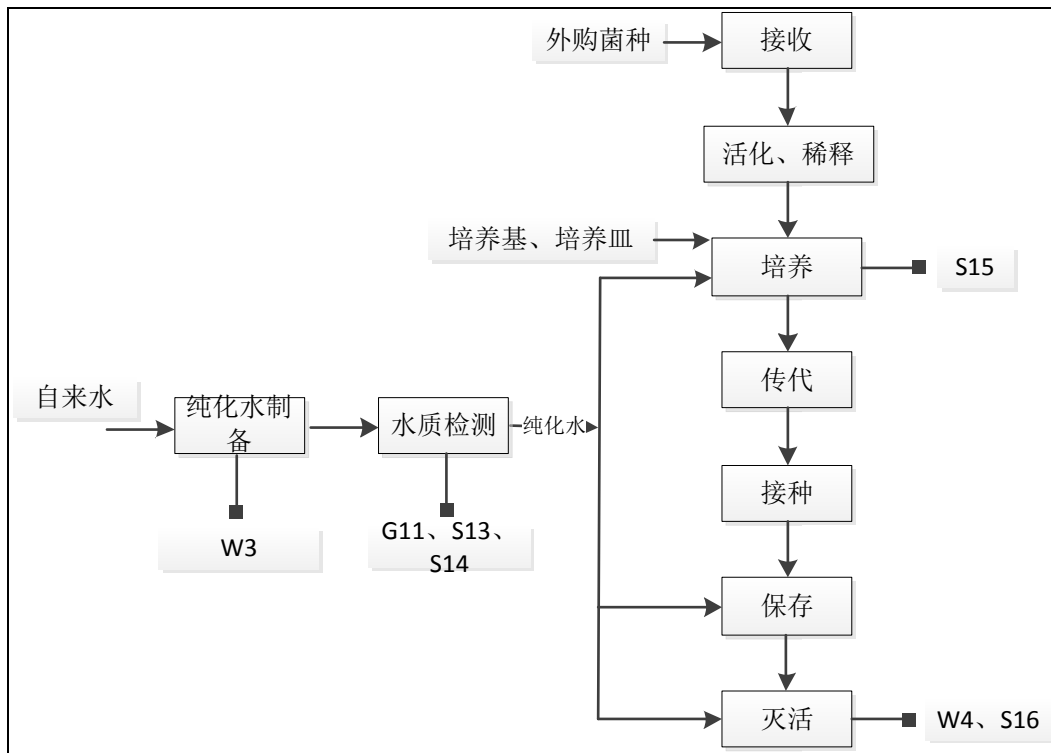 外购菌种
接收
活化、稀释
培养基、培养皿
培养
S15
自来水
纯化水制
备
水质检测
纯化水
传代
W3
G11、S13、
S14
接种
保存
灭活
W4、S16